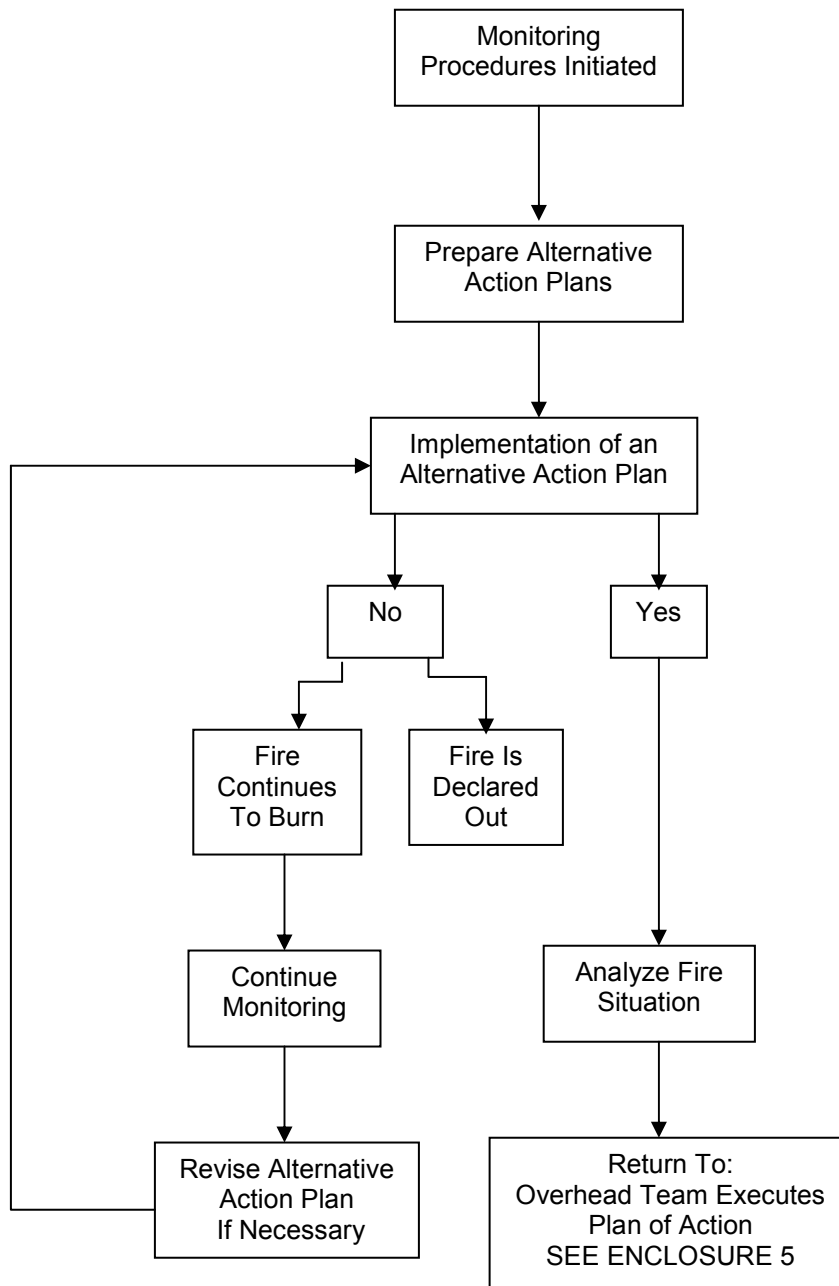 Monitoring
Procedures Initiated
Prepare Alternative
Action Plans
Implementation of an
Alternative Action Plan
No
Yes
Fire
Continues
To Burn
Fire Is
Declared
Out
Continue
Monitoring
Analyze Fire
Situation
Revise Alternative
Action Plan
If Necessary
Return To:
Overhead Team Executes
Plan of Action
SEE ENCLOSURE 5